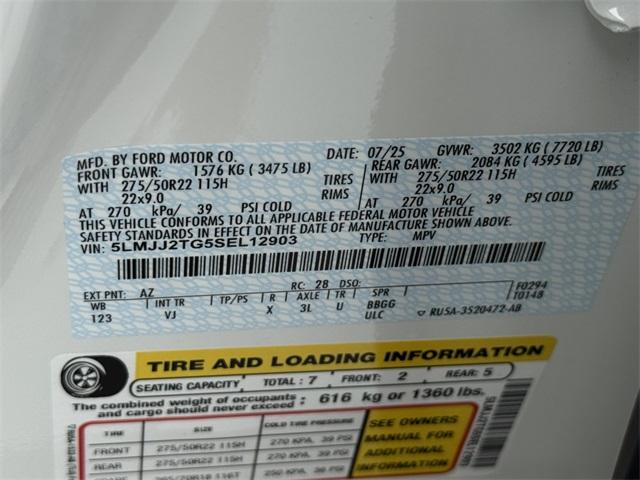 MFD. BY FORD MOTOR CO.
DATE: 07/25 GVWR: 3502 KG ( 7720 LB)
FRONT GAWR: 1576 KG ( 3475 LB)
REAR GAWR: 2084 KG ( 4595 LB)
WITH 275/50R22 115H TIRES
WITH 275/50R22 115H TIRES
22x9.0 RIMS
22x9.0 RIMS
AT 270 kPa/ 39 PSI COLD
AT 270 kPa/ 39 PSI COLD
THIS VEHICLE CONFORMS TO ALL APPLICABLE FEDERAL MOTOR VEHICLE
SAFETY STANDARDS IN EFFECT ON THE DATE OF MANUFACTURE SHOWN ABOVE.
VIN: 5LMJJ2TG5SEL12903 TYPE: MPV
EXT PNT: AZ RC: 28 DSO:
WB INT TR TP/PS R AXLE TR SPR
123 VJ X 3L U BBGG
ULC
F0294
T0148
RU5A-3520472-AB
TIRE AND LOADING INFORMATION
SEATING CAPACITY TOTAL : 7 FRONT: 2 REAR: 5
The combined weight of occupants
and cargo should never exceed : 616 kg or 1360 lbs.
TIRE SIZE COLD TIRE PRESSURE
FRONT 275/50R22 115H 270 KPA, 39 PSI
REAR 275/50R22 115H 270 KPA, 39 PSI
SEE OWNERS
MANUAL FOR
ADDITIONAL
INFORMATION